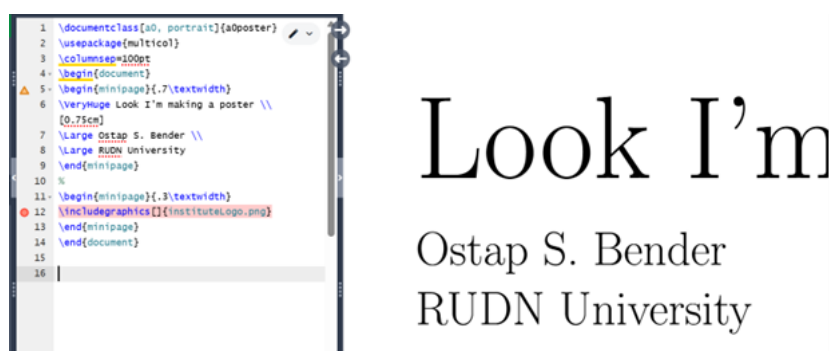 1 \documentclass[a0, portrait]{a0poster}
2 \usepackage{multicol}
3 \columnsep=100pt
4 \begin{document}
5 \begin{minipage}{.7\textwidth}
6 \VeryHuge Look I'm making a poster \\
[0.75cm]
7 \Large Ostap S. Bender \\
8 \Large RUDN University
9 \end{minipage}
10 %
11 \begin{minipage}{.3\textwidth}
12 \includegraphics[]{instituteLogo.png}
13 \end{minipage}
14 \end{document}
15
16
Look I'm
Ostap S. Bender
RUDN University